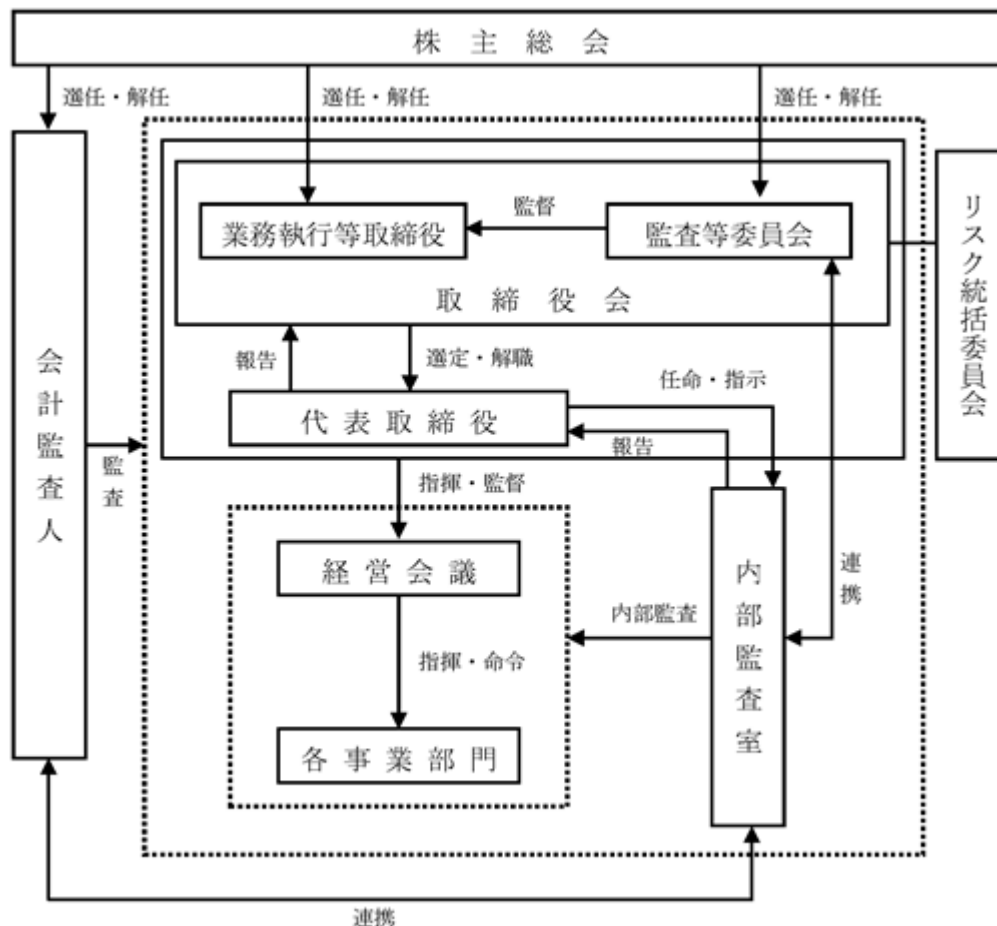 株主総会
選任・解任
選任・解任
選任・解任
業務執行等取締役
監督
監査等委員会
取締役会
報告
選定・解職
代表取締役
任命・指示
報告
リスク統括委員会
会計監査人
監査
指揮・監督
経営会議
指揮・命令
各事業部門
内部監査
内部監査室
連携
連携